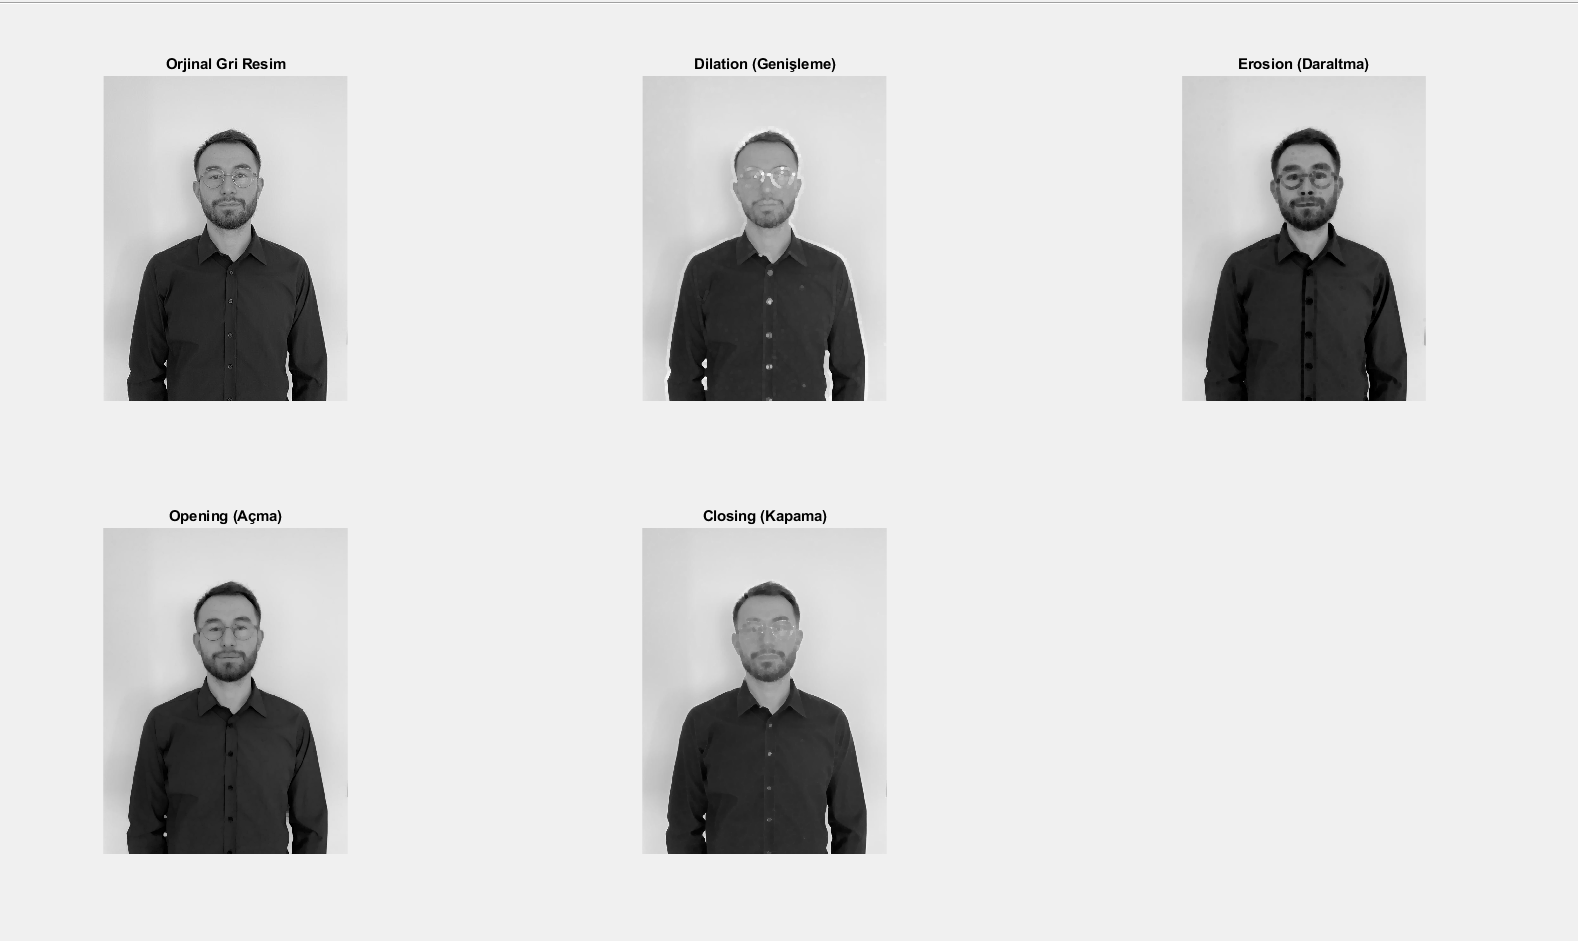 Orjinal Gri Resim
Dilation (Genişleme)
Erosion (Daraltma)
Opening (Açma)
Closing (Kapama)